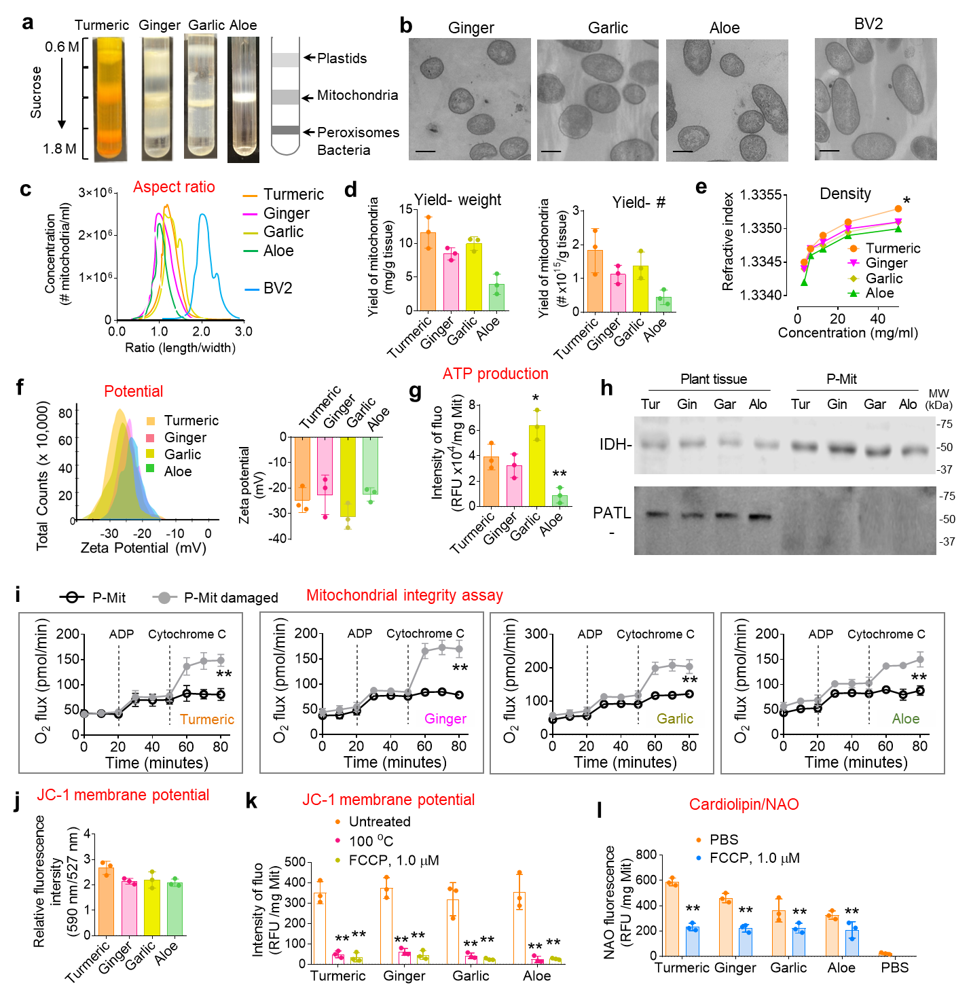 a
Turmeric Ginger Garlic Aloe
0.6 M
Sucrose
1.8 M
Plastids
Mitochondria
Peroxisomes
Bacteria
b
Ginger Garlic Aloe BV2
c
Aspect ratio
Concentration
(# mitochodria/ml)
3×10⁶
2×10⁶
1×10⁶
0
0.0 1.0 2.0 3.0
Ratio (length/width)
Turmeric
Ginger
Garlic
Aloe
BV2
d
Yield- weight
Yield of mitochondria
(mg/g tissue)
15
10
5
0
Turmeric Ginger Garlic Aloe
Yield- #
Yield of mitochondria
(# x10¹⁵/g tissue)
3
2
1
0
Turmeric Ginger Garlic Aloe
e
Density
Refractive index
1.3355
1.3350
1.3345
1.3340
*
Turmeric
Ginger
Garlic
Aloe
0 20 40
Concentration (mg/ml)
f
Potential
Total Counts (x 10,000)
80
60
40
20
Turmeric
Ginger
Garlic
Aloe
-30 -20 -10 0
Zeta Potential (mV)
Turmeric Ginger Garlic Aloe
Zeta potential
(mV)
0
-10
-20
-30
-40
ATP production
g
Intensity of fluo
(RFU x10⁴/mg Mit)
8
6
4
2
0
*
**
Turmeric Ginger Garlic Aloe
h
Plant tissue P-Mit
MW
(kDa)
Tur Gin Gar Alo Tur Gin Gar Alo
IDH-
-75
-50
-37
PATL
-
-75
-50
-37
i
P-Mit P-Mit damaged
Mitochondrial integrity assay
O₂ flux (pmol/min)
200
150
100
50
0
ADP Cytochrome C
**
Turmeric
0 20 40 60 80
Time (minutes)
O₂ flux (pmol/min)
200
150
100
50
0
ADP Cytochrome C
**
Ginger
0 20 40 60 80
Time (minutes)
O₂ flux (pmol/min)
300
200
100
0
ADP Cytochrome C
**
Garlic
0 20 40 60 80
Time (minutes)
O₂ flux (pmol/min)
200
150
100
50
0
ADP Cytochrome C
**
Aloe
0 20 40 60 80
Time (minutes)
j
JC-1 membrane potential
Relative fluorescence
intensity
(590 nm/527 nm)
4
3
2
1
0
Turmeric Ginger Garlic Aloe
k
JC-1 membrane potential
Untreated
100 ⁰C
FCCP, 1.0 μM
Intensity of fluo
(RFU /mg Mit)
500
400
300
200
100
0
** ** ** ** ** ** ** **
Turmeric Ginger Garlic Aloe
l
Cardiolipin/NAO
PBS
FCCP, 1.0 μM
NAO fluorescence
(RFU /mg Mit)
800
600
400
200
0
** ** ** **
Turmeric Ginger Garlic Aloe PBS